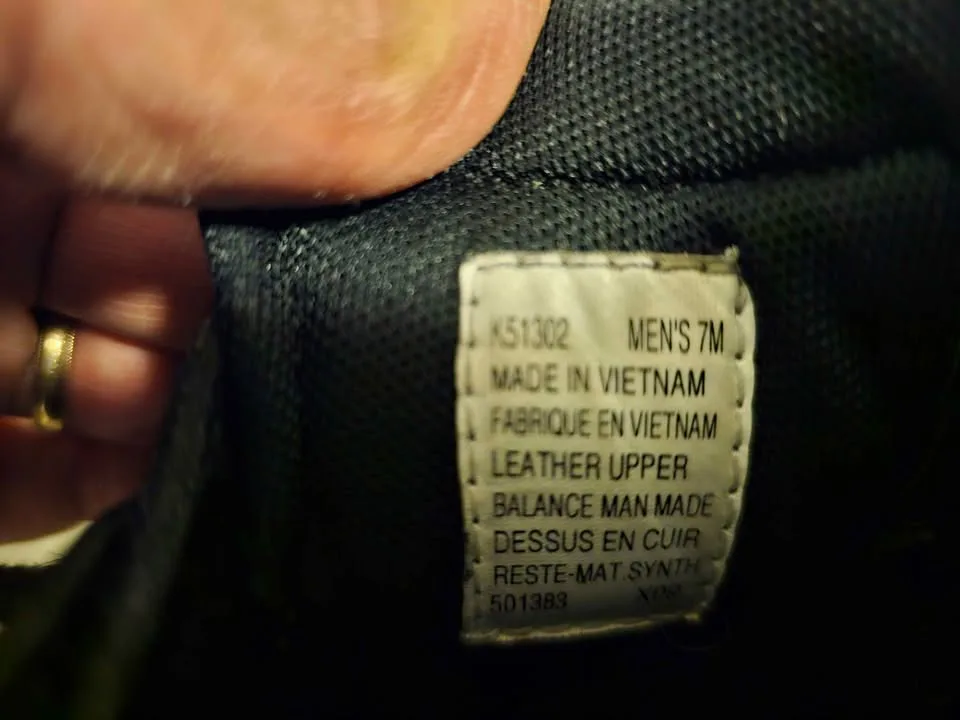 K51302 MEN'S 7M
MADE IN VIETNAM
FABRIQUE EN VIETNAM
LEATHER UPPER
BALANCE MAN MADE
DESSUS EN CUIR
RESTE-MAT.SYNTH.
501383